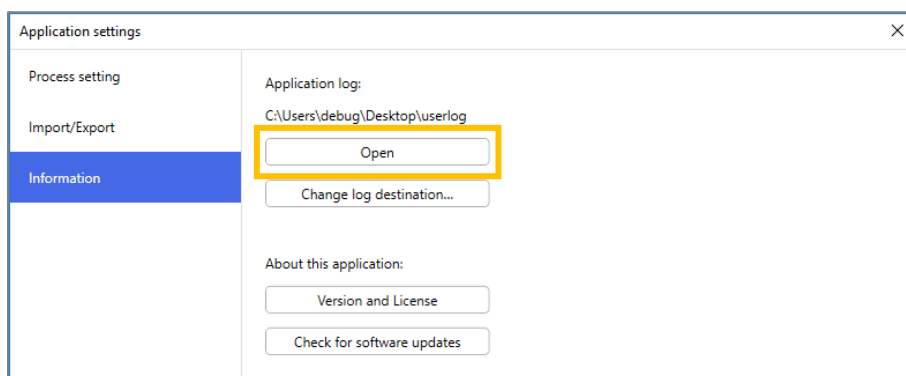 Application settings
Process setting
Import/Export
Information
Application log:
C:\Users\debug\Desktop\userlog
Open
Change log destination...
About this application:
Version and License
Check for software updates